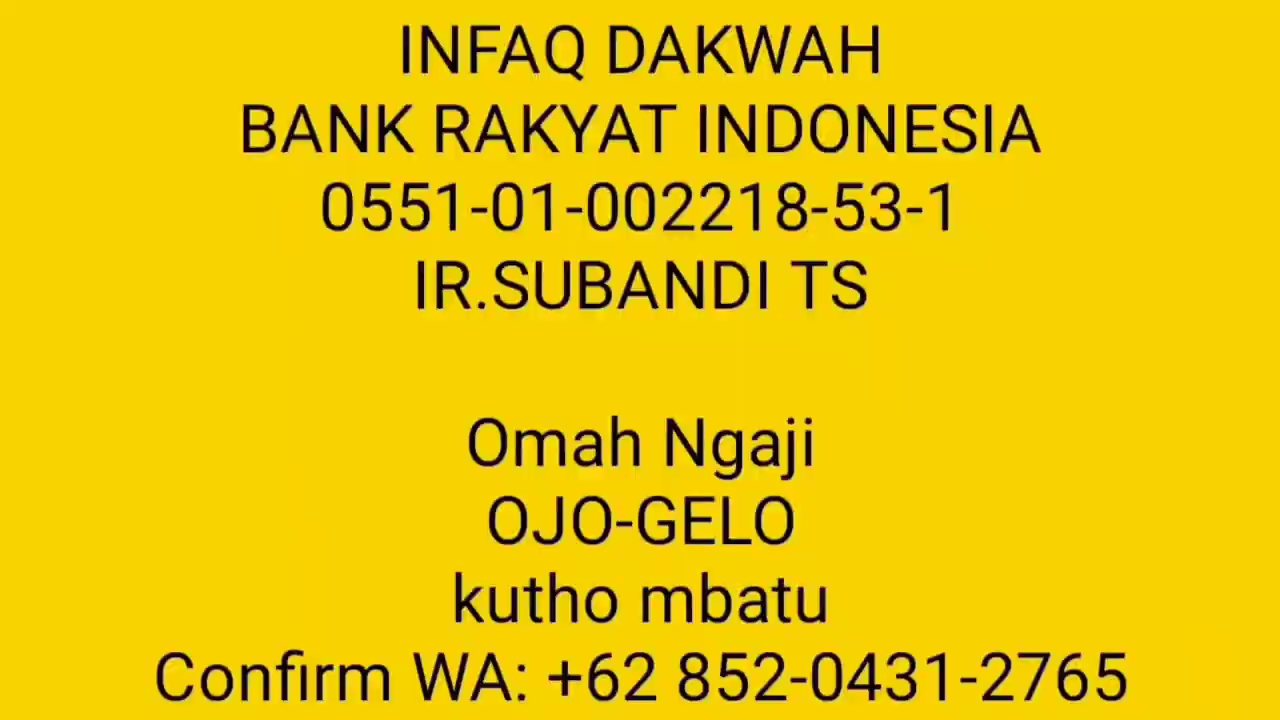 INFAQ DAKWAH
BANK RAKYAT INDONESIA
0551-01-002218-53-1
IR.SUBANDI TS
Omah Ngaji
OJO-GELO
kutho mbatu
Confirm WA: +62 852-0431-2765